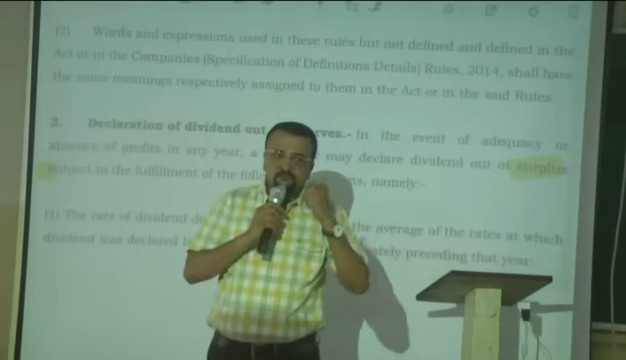 (2) Words and expressions used in these rules but not defined and defined in the
Act or in the Companies (Specification of Definitions Details) Rules, 2014, shall have
the same meanings respectively assigned to them in the Act or in the said Rules.
3. Declaration of dividend out rves.- In the event of adequacy or
absence of profits in any year, a may declare dividend out of surplus
subject to the fulfillment of the follo ns, namely:-
(1) The rate of dividend de the average of the rates at which
dividend was declared tely preceding that year: